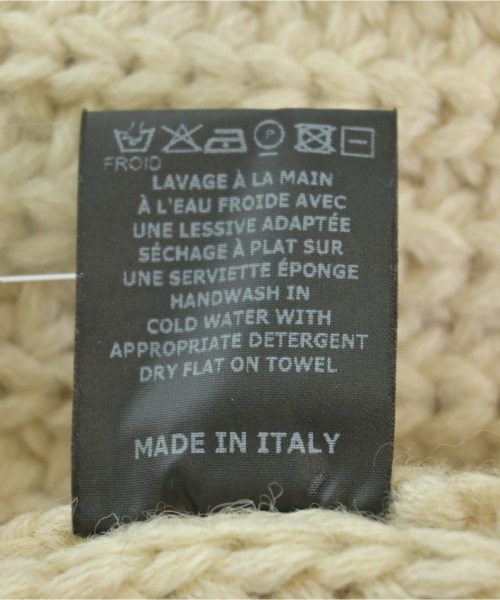 FROID
LAVAGE À LA MAIN
À L'EAU FROIDE AVEC
UNE LESSIVE ADAPTÉE
SÉCHAGE À PLAT SUR
UNE SERVIETTE ÉPONGE
HANDWASH IN
COLD WATER WITH
APPROPRIATE DETERGENT
DRY FLAT ON TOWEL
MADE IN ITALY